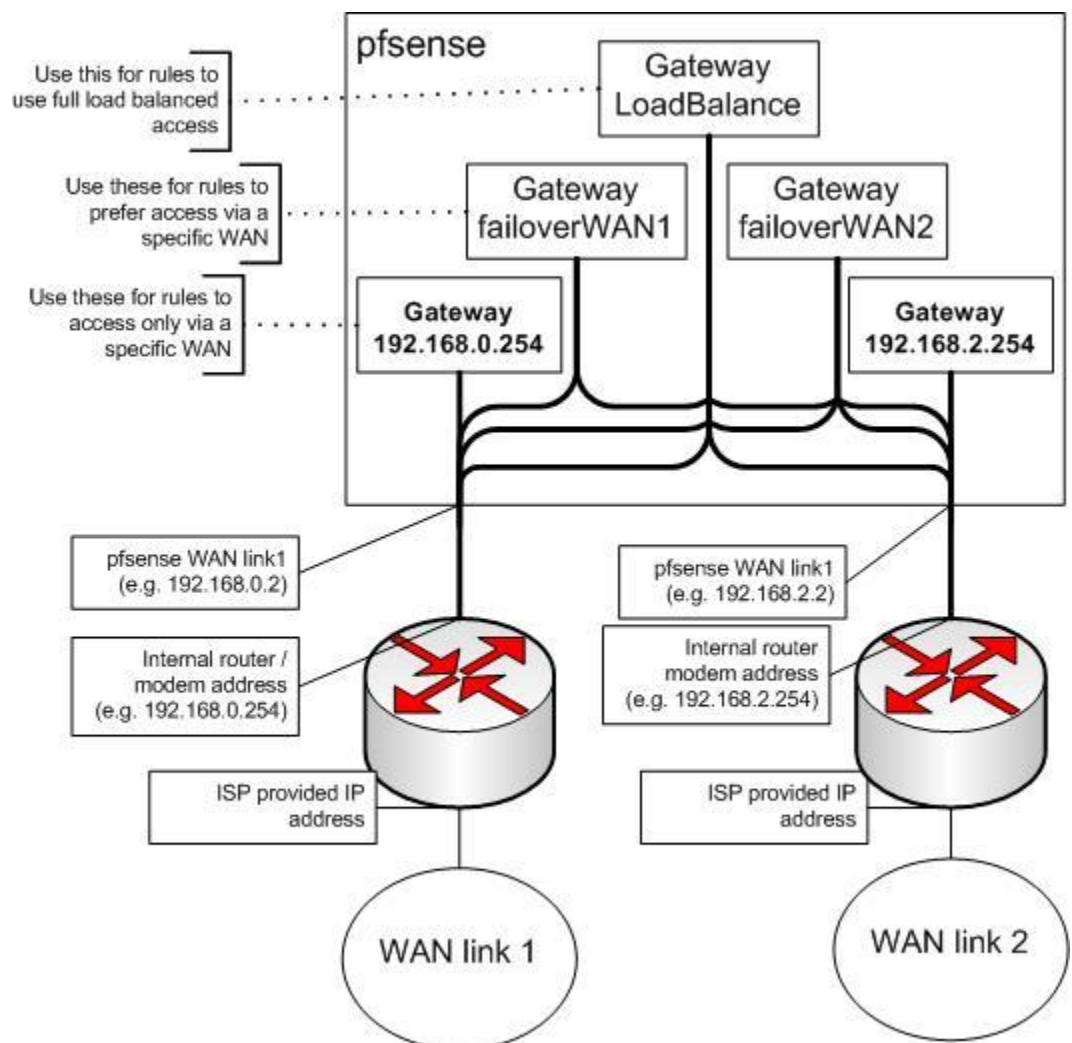 pfsense
Use this for rules to
use full load balanced
access
Gateway
LoadBalance
Use these for rules to
prefer access via a
specific WAN
Gateway
failoverWAN1
Gateway
failoverWAN2
Use these for rules to
access only via a
specific WAN
Gateway
192.168.0.254
Gateway
192.168.2.254
pfsense WAN link1
(e.g. 192.168.0.2)
pfsense WAN link1
(e.g. 192.168.2.2)
Internal router /
modem address
(e.g. 192.168.0.254)
Internal router
modem address
(e.g. 192.168.2.254)
ISP provided IP
address
ISP provided IP
address
WAN link 1
WAN link 2